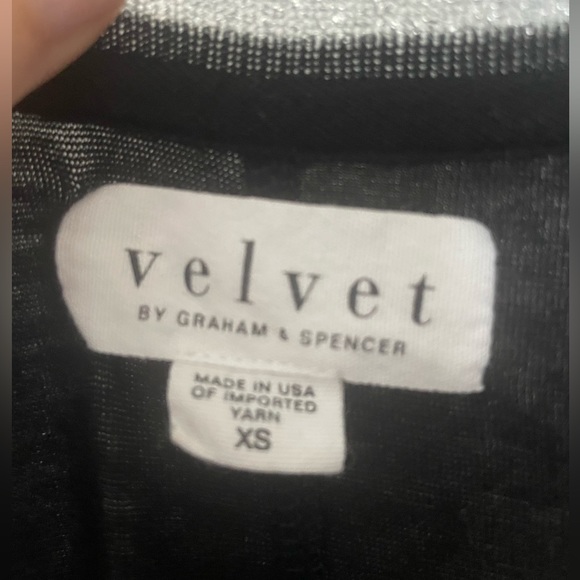 velvet
BY GRAHAM & SPENCER
MADE IN USA
OF IMPORTED
YARN
XS